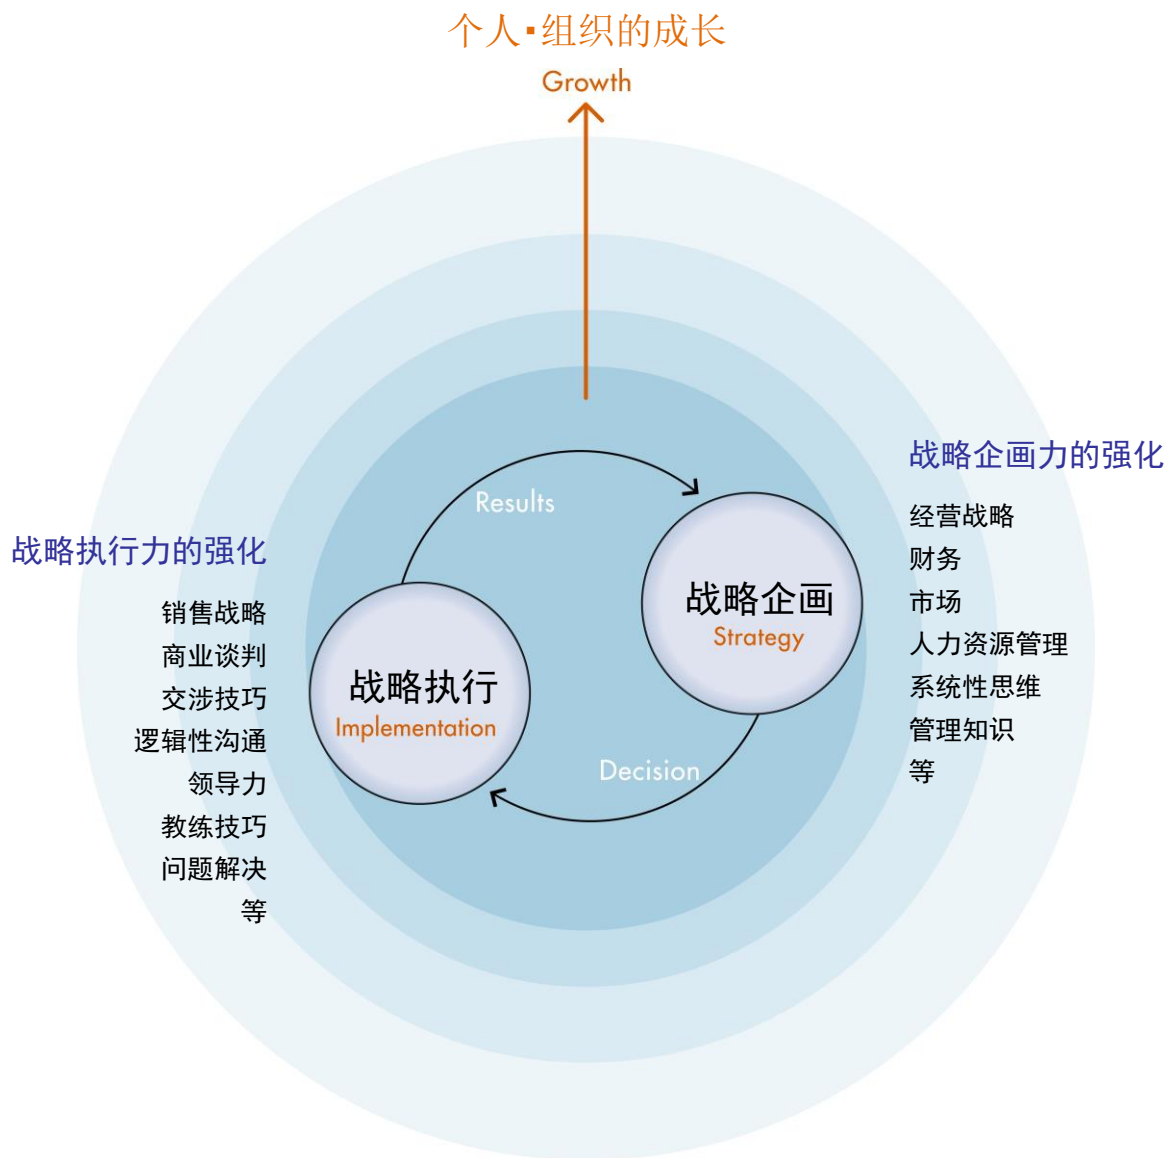 个人▪组织的成长
Growth
战略企画力的强化
经营战略
财务
市场
人力资源管理
系统性思维
管理知识
等
Results
战略企画
Strategy
战略执行力的强化
销售战略
商业谈判
交涉技巧
逻辑性沟通
领导力
教练技巧
问题解决
等
战略执行
Implementation
Decision